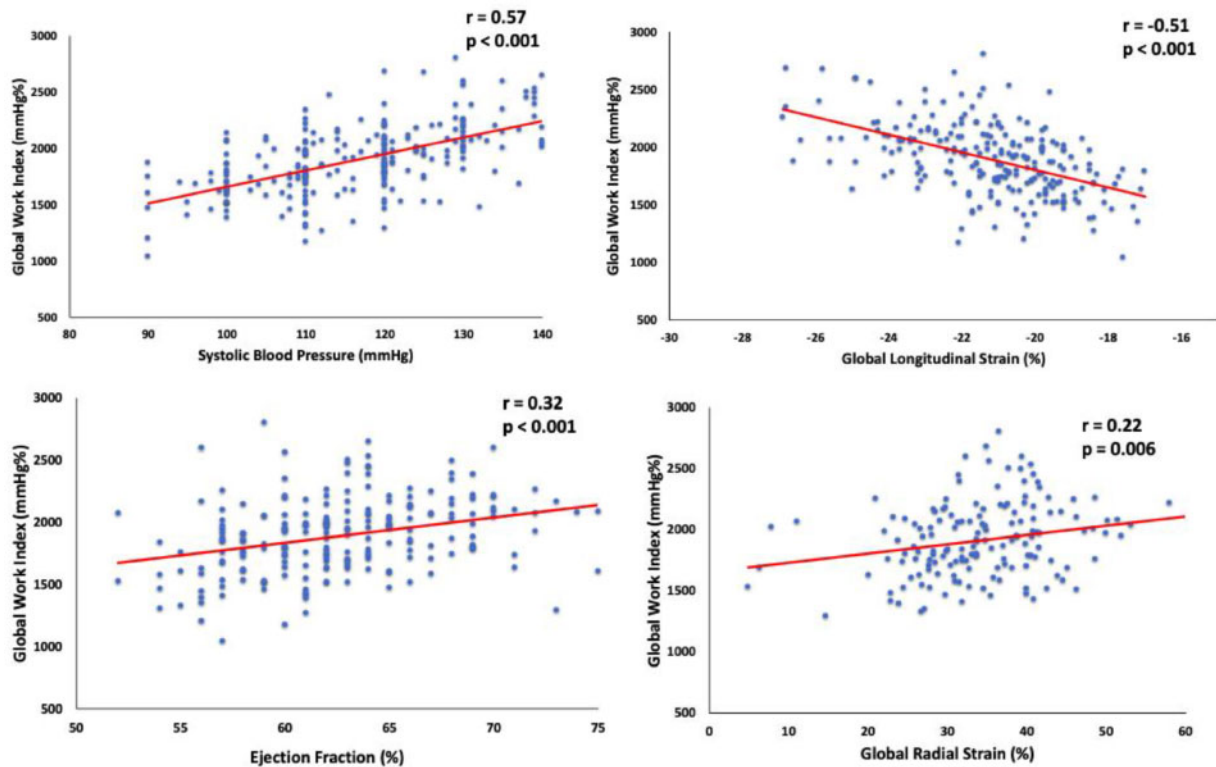 r = 0.57
p < 0.001
Global Work Index (mmHg%)
3000
2500
2000
1500
1000
500
80 90 100 110 120 130 140
Systolic Blood Pressure (mmHg)
r = -0.51
p < 0.001
Global Work Index (mmHg%)
3000
2500
2000
1500
1000
500
-30 -28 -26 -24 -22 -20 -18 -16
Global Longitudinal Strain (%)
r = 0.32
p < 0.001
Global Work Index (mmHg%)
3000
2500
2000
1500
1000
500
50 55 60 65 70 75
Ejection Fraction (%)
r = 0.22
p = 0.006
Global Work Index (mmHg%)
3000
2500
2000
1500
1000
500
0 10 20 30 40 50 60
Global Radial Strain (%)